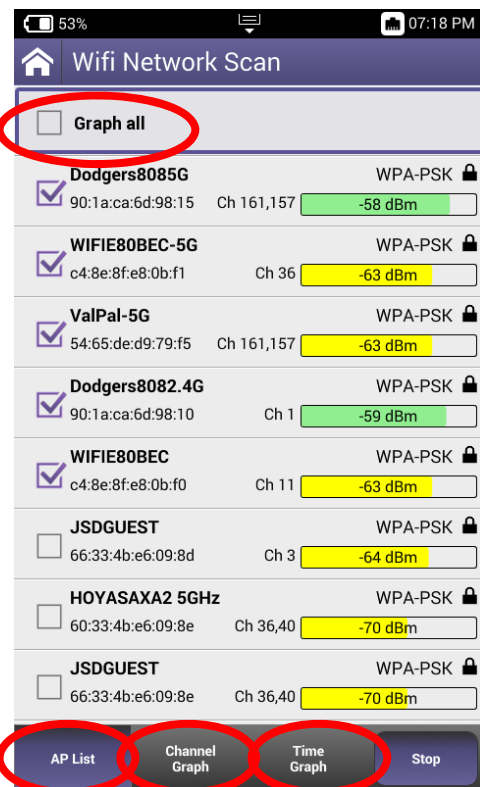 53% 07:18 PM
Wifi Network Scan
Graph all
Dodgers8085G WPA-PSK
90:1a:ca:6d:98:15 Ch 161,157 -58 dBm
WIFIE80BEC-5G WPA-PSK
c4:8e:8f:e8:0b:f1 Ch 36 -63 dBm
ValPal-5G WPA-PSK
54:65:de:d9:79:f5 Ch 161,157 -63 dBm
Dodgers8082.4G WPA-PSK
90:1a:ca:6d:98:10 Ch 1 -59 dBm
WIFIE80BEC WPA-PSK
c4:8e:8f:e8:0b:f0 Ch 11 -63 dBm
JSDGUEST WPA-PSK
66:33:4b:e6:09:8d Ch 3 -64 dBm
HOYASAXA2 5GHz WPA-PSK
60:33:4b:e6:09:8e Ch 36,40 -70 dBm
JSDGUEST WPA-PSK
66:33:4b:e6:09:8e Ch 36,40 -70 dBm
AP List
Channel
Graph
Time
Graph
Stop